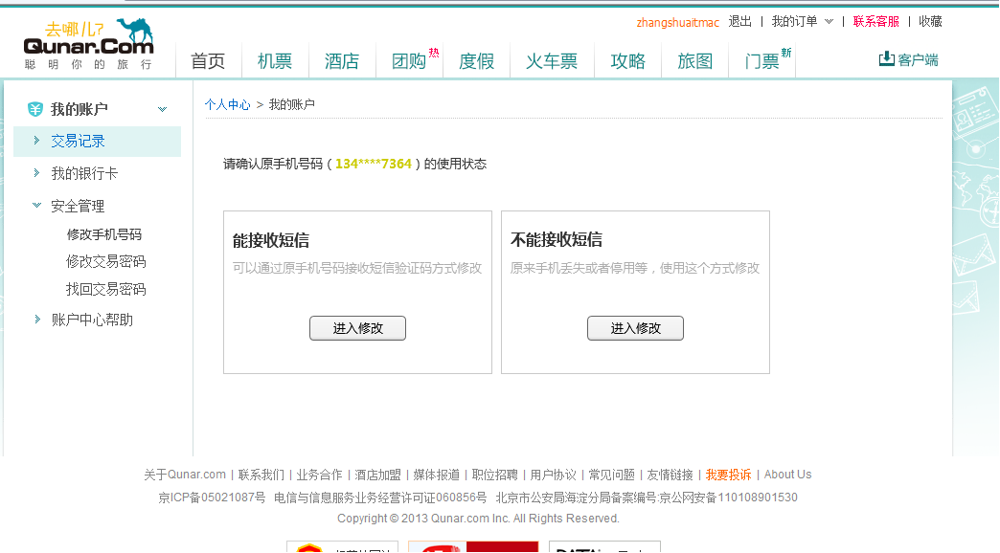 zhangshuaitmac 退出 | 我的订单 | 联系客服 | 收藏
去哪儿?
Qunar.Com
聪明你的旅行
首页 机票 酒店 团购 热 度假 火车票 攻略 旅图 门票 新 客户端
我的账户
交易记录
我的银行卡
安全管理
修改手机号码
修改交易密码
找回交易密码
账户中心帮助
个人中心 > 我的账户
请确认原手机号码(134****7364)的使用状态
能接收短信
可以通过原手机号码接收短信验证码方式修改
进入修改
不能接收短信
原来手机丢失或者停用等,使用这个方式修改
进入修改
关于Qunar.com | 联系我们 | 业务合作 | 酒店加盟 | 媒体报道 | 职位招聘 | 用户协议 | 常见问题 | 友情链接 | 我要投诉 | About Us
京ICP备05021087号 电信与信息服务业务经营许可证060856号 北京市公安局海淀分局备案编号:京公网安备110108901530
Copyright © 2013 Qunar.com Inc. All Rights Reserved.